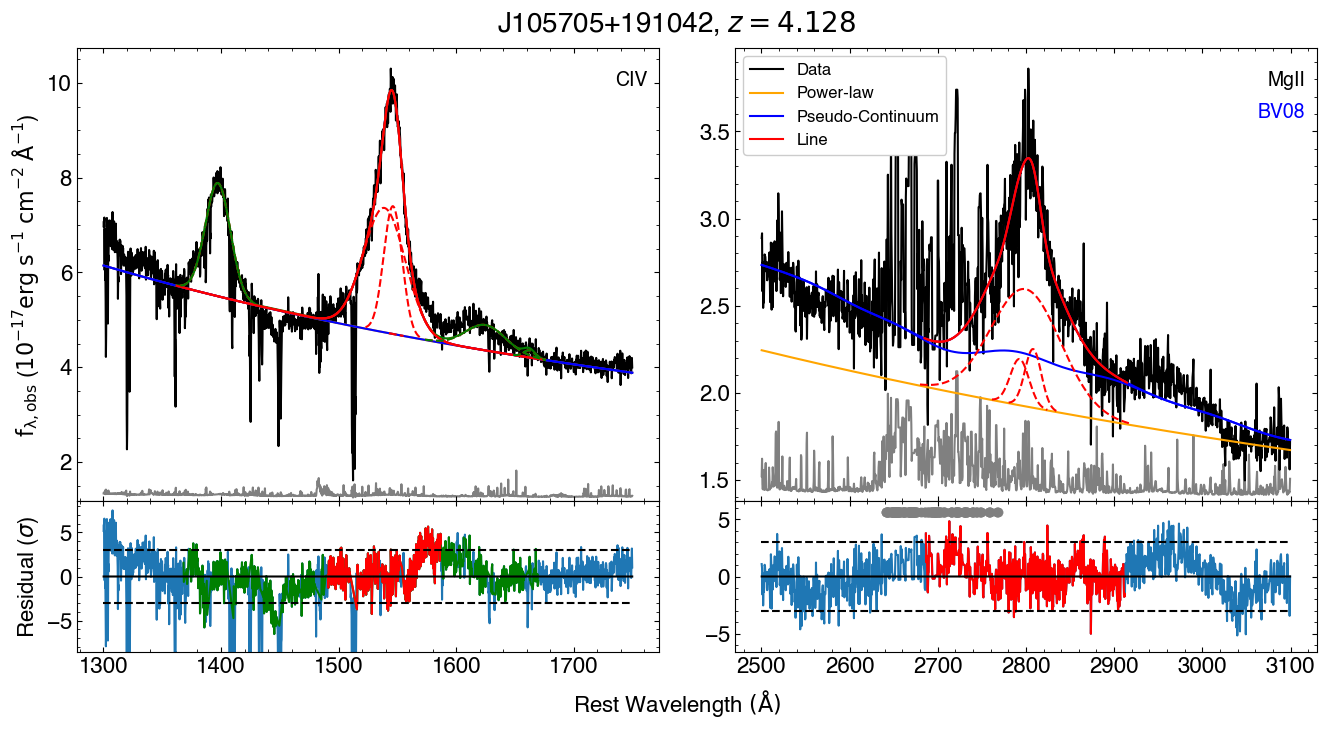 J105705+191042, z = 4.128
CIV
MgII
BV08
Data
Power-law
Pseudo-Continuum
Line
f_{λ, obs} (10^{−17} erg s^{−1} cm^{−2} Å^{−1})
10
8
6
4
2
3.5
3.0
2.5
2.0
1.5
Residual (σ)
5
0
−5
5
0
−5
1300 1400 1500 1600 1700
2500 2600 2700 2800 2900 3000 3100
Rest Wavelength (Å)